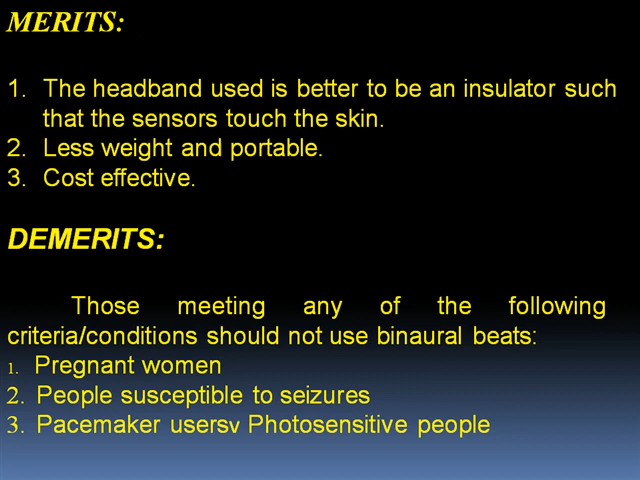 MERITS:
1. The headband used is better to be an insulator such
that the sensors touch the skin.
2. Less weight and portable.
3. Cost effective.
DEMERITS:
Those meeting any of the following
criteria/conditions should not use binaural beats:
1. Pregnant women
2. People susceptible to seizures
3. Pacemaker usersv Photosensitive people